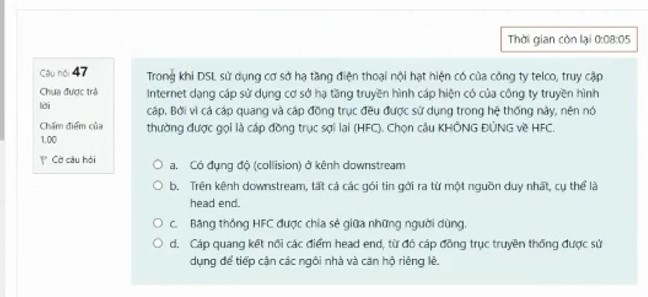 Thời gian còn lại 0:08:05
Câu hỏi 47
Chưa được trả
lời
Chấm điểm của
1,00
Cờ câu hỏi
Trong khi DSL sử dụng cơ sở hạ tầng điện thoại nội hạt hiện có của công ty telco, truy cập
Internet dạng cáp sử dụng cơ sở hạ tầng truyền hình cáp hiện có của công ty truyền hình
cáp. Bởi vì cả cáp quang và cáp đồng trục đều được sử dụng trong hệ thống này, nên nó
thường được gọi là cáp đồng trục sợi lai (HFC). Chọn câu KHÔNG ĐÚNG về HFC.
a. Có đụng độ (collision) ở kênh downstream
b. Trên kênh downstream, tất cả các gói tin gởi ra từ một nguồn duy nhất, cụ thể là
head end.
c. Băng thông HFC được chia sẻ giữa những người dùng.
d. Cáp quang kết nối các điểm head end, từ đó cáp đồng trục truyền thống được sử
dụng để tiếp cận các ngôi nhà và căn hộ riêng lẻ.